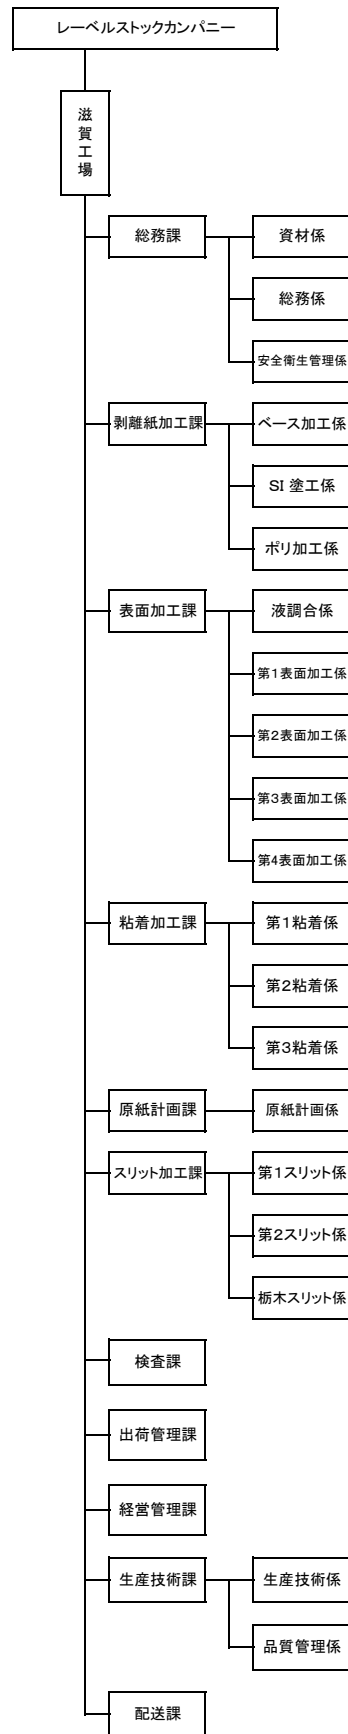 レーベルストックカンパニー
滋賀工場
総務課
資材係
総務係
安全衛生管理係
剥離紙加工課
ベース加工係
SI 塗工係
ポリ加工係
表面加工課
液調合係
第1表面加工係
第2表面加工係
第3表面加工係
第4表面加工係
粘着加工課
第1粘着係
第2粘着係
第3粘着係
原紙計画課
原紙計画係
スリット加工課
第1スリット係
第2スリット係
栃木スリット係
検査課
出荷管理課
経営管理課
生産技術課
生産技術係
品質管理係
配送課